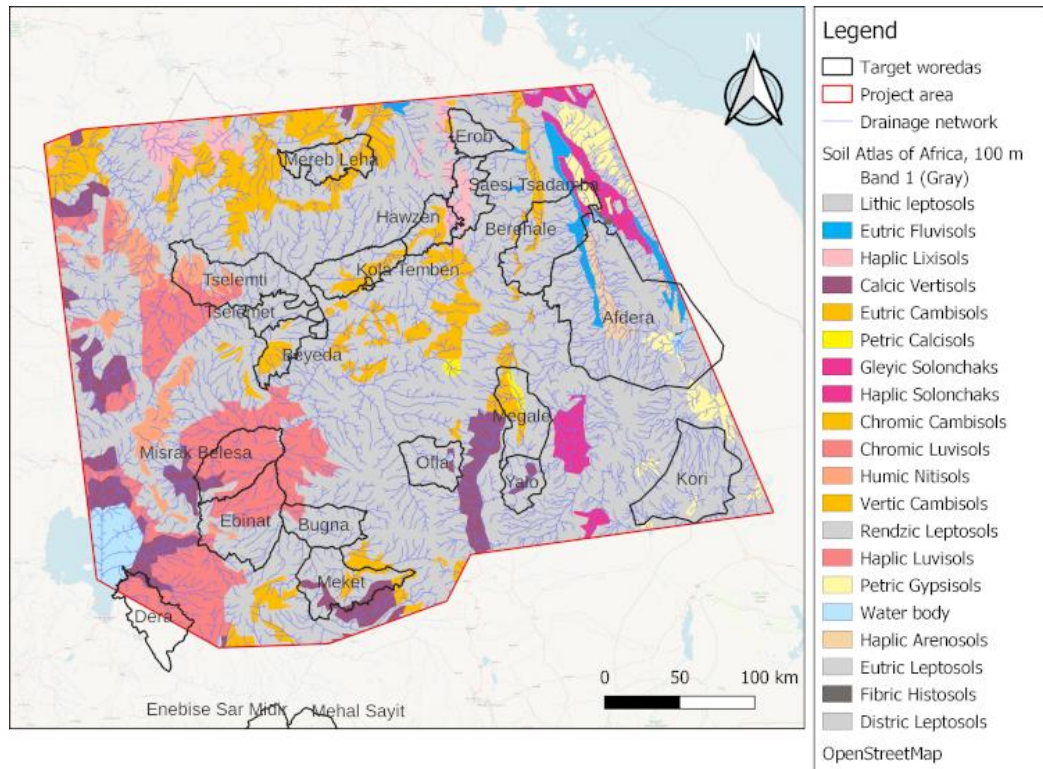 N
Erob
Mereb Leha
Saesi Tsadamba
Hawzen
Berehale
Kola Temben
Tselemti
Tselemet
Afdera
Beyeda
Megale
Misrak Belesa
Ofla
Yalo
Kori
Ebinat
Bugna
Meket
Dera
0 50 100 km
Enebise Sar Midir
Mehal Sayit
Legend
Target woredas
Project area
Drainage network
Soil Atlas of Africa, 100 m
Band 1 (Gray)
Lithic leptosols
Eutric Fluvisols
Haplic Lixisols
Calcic Vertisols
Eutric Cambisols
Petric Calcisols
Gleyic Solonchaks
Haplic Solonchaks
Chromic Cambisols
Chromic Luvisols
Humic Nitisols
Vertic Cambisols
Rendzic Leptosols
Haplic Luvisols
Petric Gypsisols
Water body
Haplic Arenosols
Eutric Leptosols
Fibric Histosols
Distric Leptosols
OpenStreetMap